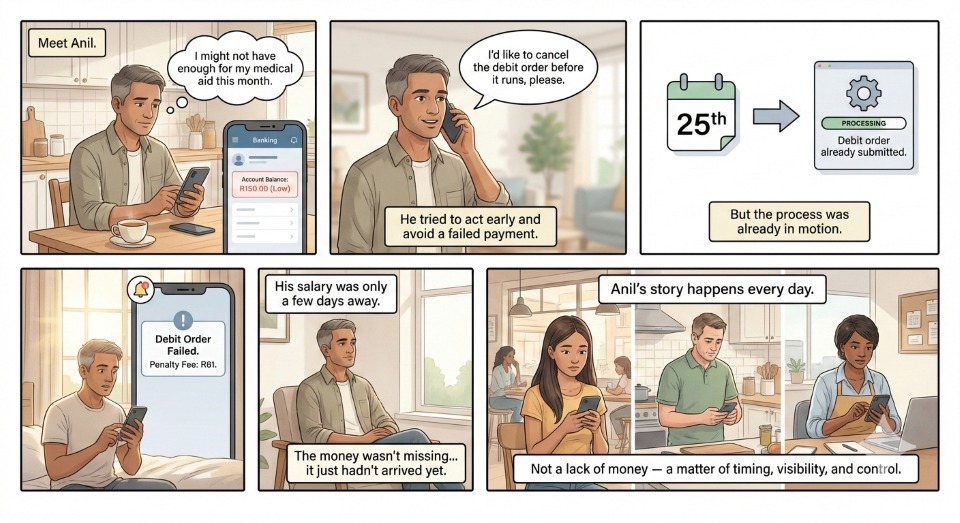 Meet Anil.
I might not have
enough for my medical
aid this month.
Banking
Account Balance:
R150.00 (Low)
I'd like to cancel
the debit order before
it runs, please.
He tried to act early and
avoid a failed payment.
25th
PROCESSING
Debit order
already submitted.
But the process was
already in motion.
Debit Order
Failed.
Penalty Fee: R61.
His salary was only
a few days away.
The money wasn't missing...
it just hadn't arrived yet.
Anil's story happens every day.
Not a lack of money — a matter of timing, visibility, and control.